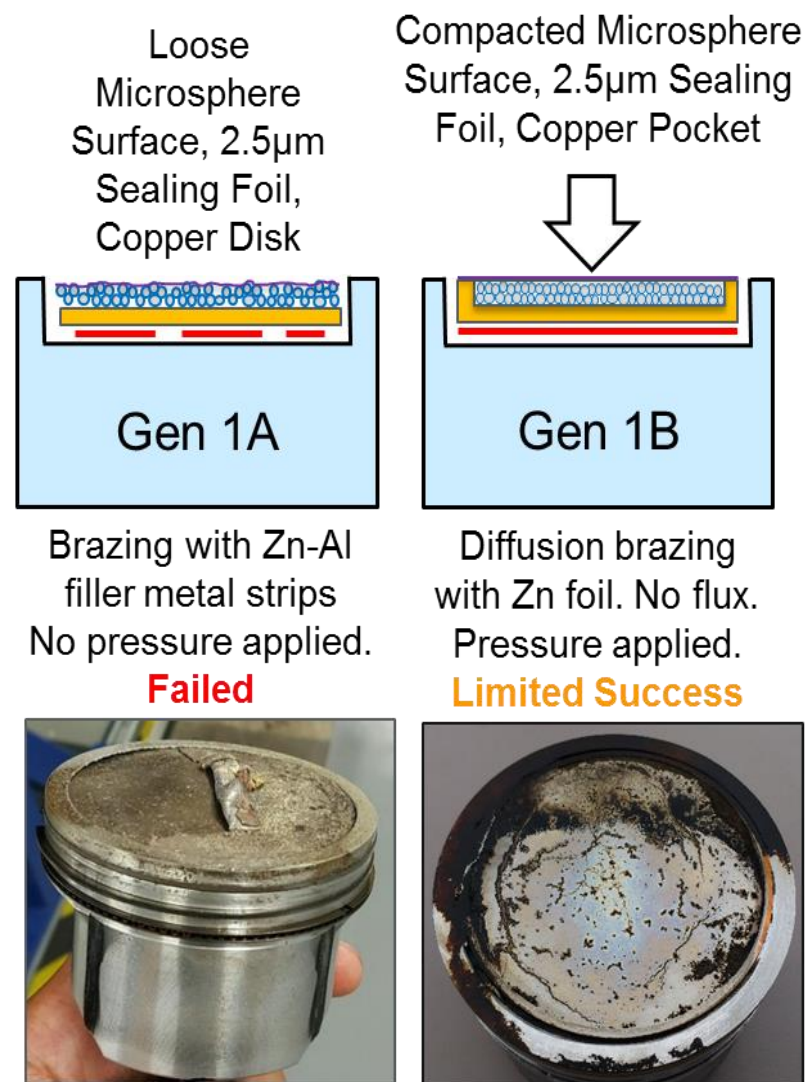 Loose
Microsphere
Surface, 2.5µm
Sealing Foil,
Copper Disk
Gen 1A
Brazing with Zn-Al
filler metal strips
No pressure applied.
Failed
Compacted Microsphere
Surface, 2.5µm Sealing
Foil, Copper Pocket
Gen 1B
Diffusion brazing
with Zn foil. No flux.
Pressure applied.
Limited Success